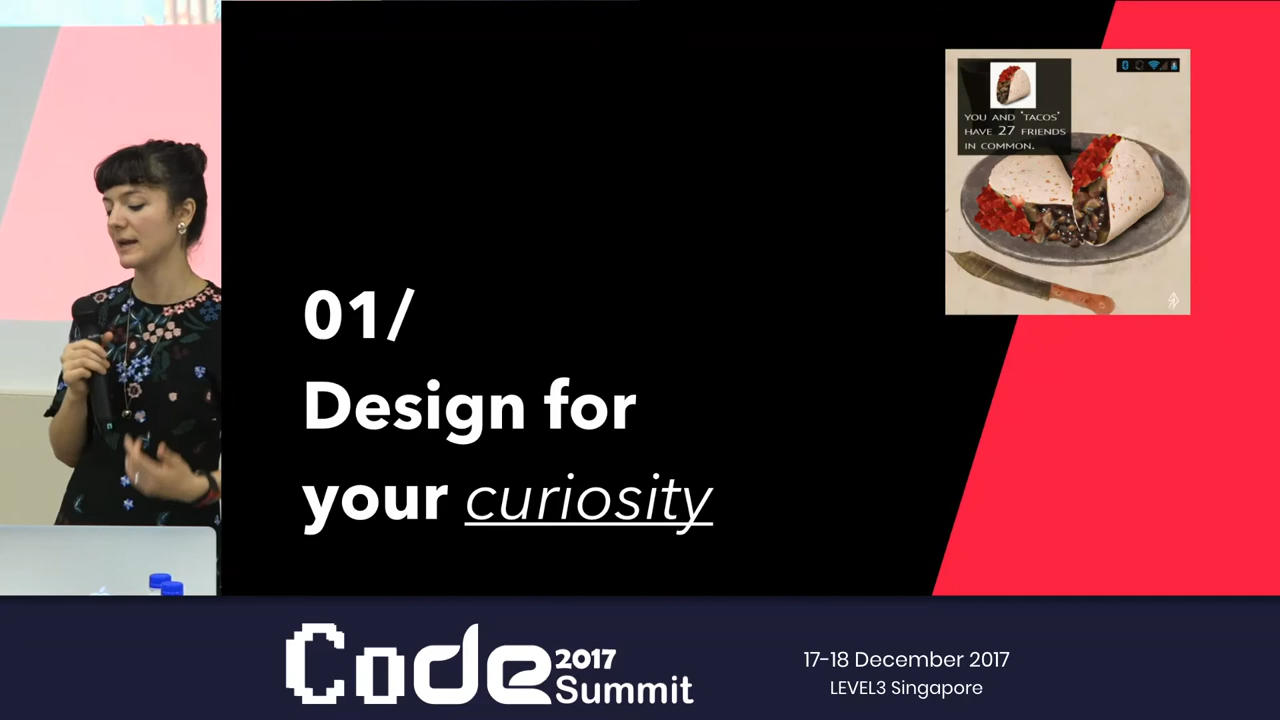 YOU AND "TACOS"
HAVE 27 FRIENDS
IN COMMON.
01/
Design for
your curiosity
Code 2017
Summit
17-18 December 2017
LEVEL3 Singapore